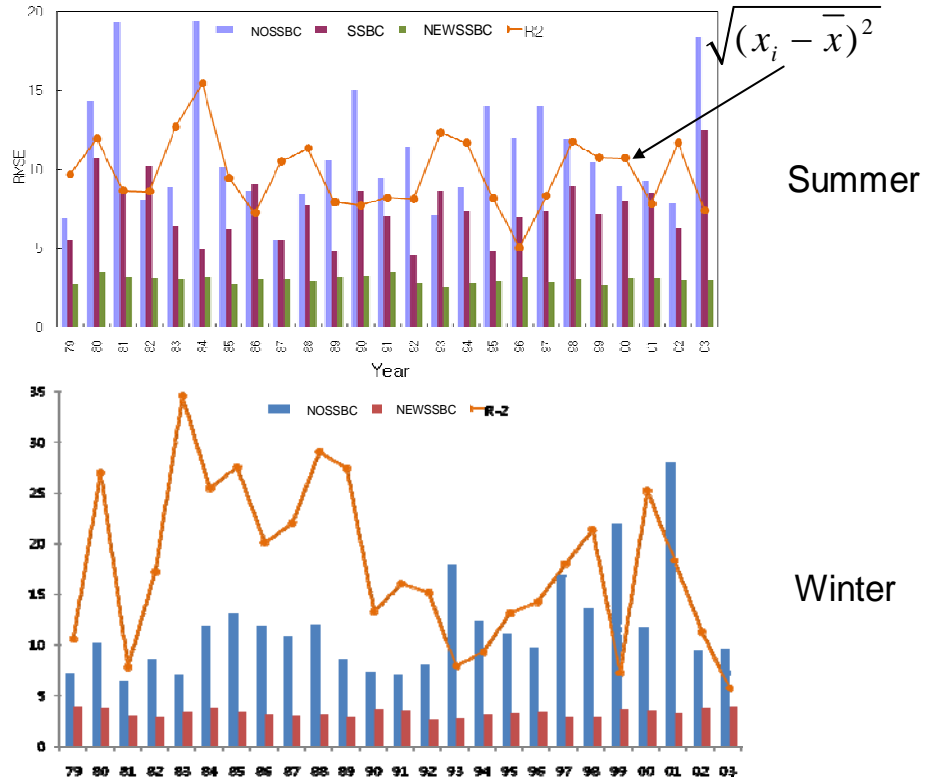 NOSSBC SSBC NEWSSBC R2
√(x_i − x̄)²
20
15
10
5
0
RMSE
79 80 81 82 83 84 85 86 87 88 89 90 91 92 93 94 95 96 97 98 99 00 01 02 03
Year
Summer
NOSSBC NEWSSBC R-2
35
30
25
20
15
10
5
0
79 80 81 82 83 84 85 86 87 88 89 90 91 92 93 94 95 96 97 98 99 00 01 02 03
Winter